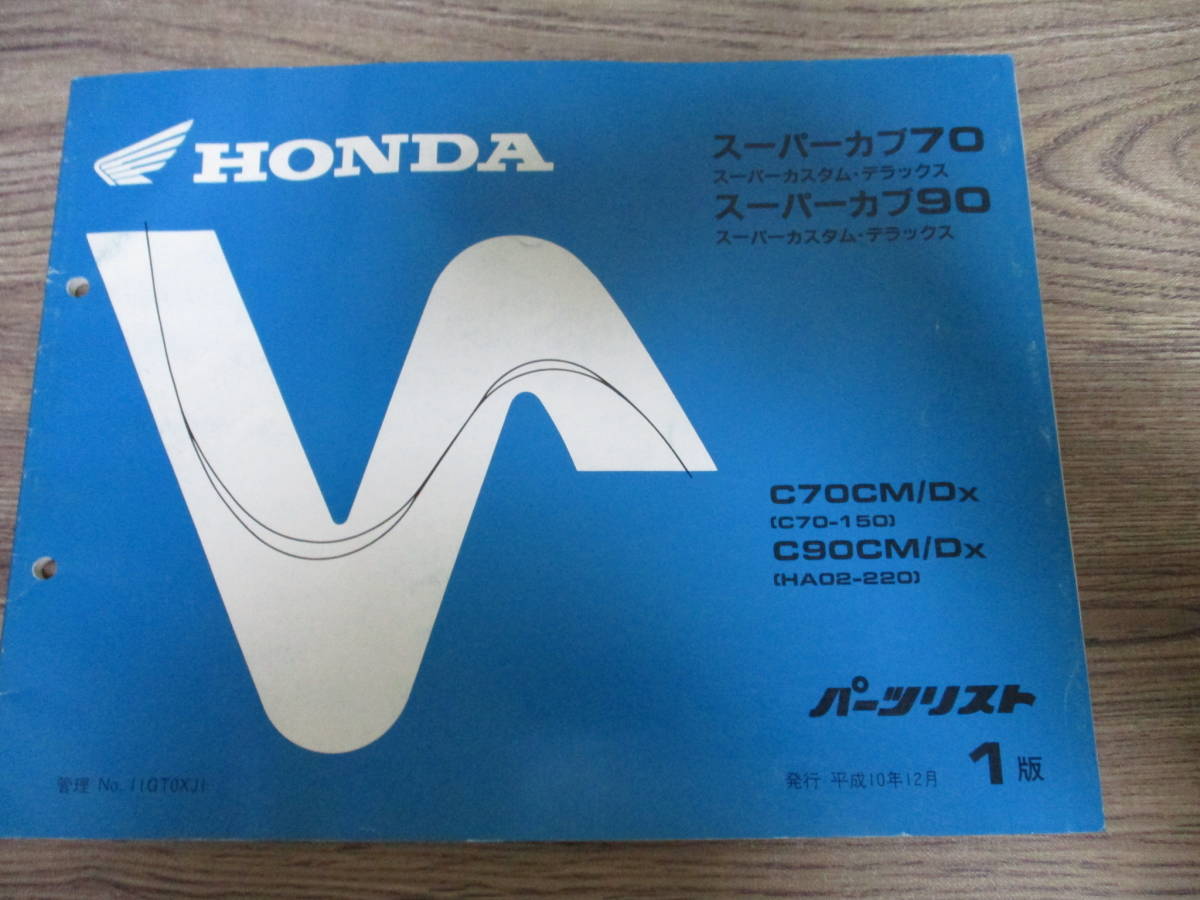 HONDA
スーパーカブ70
スーパーカスタム・デラックス
スーパーカブ90
スーパーカスタム・デラックス
C70CM/Dx
(C70-150)
C90CM/Dx
(HA02-220)
パーツリスト
管理 No. 11GT0XJ1
発行 平成10年12月 1版